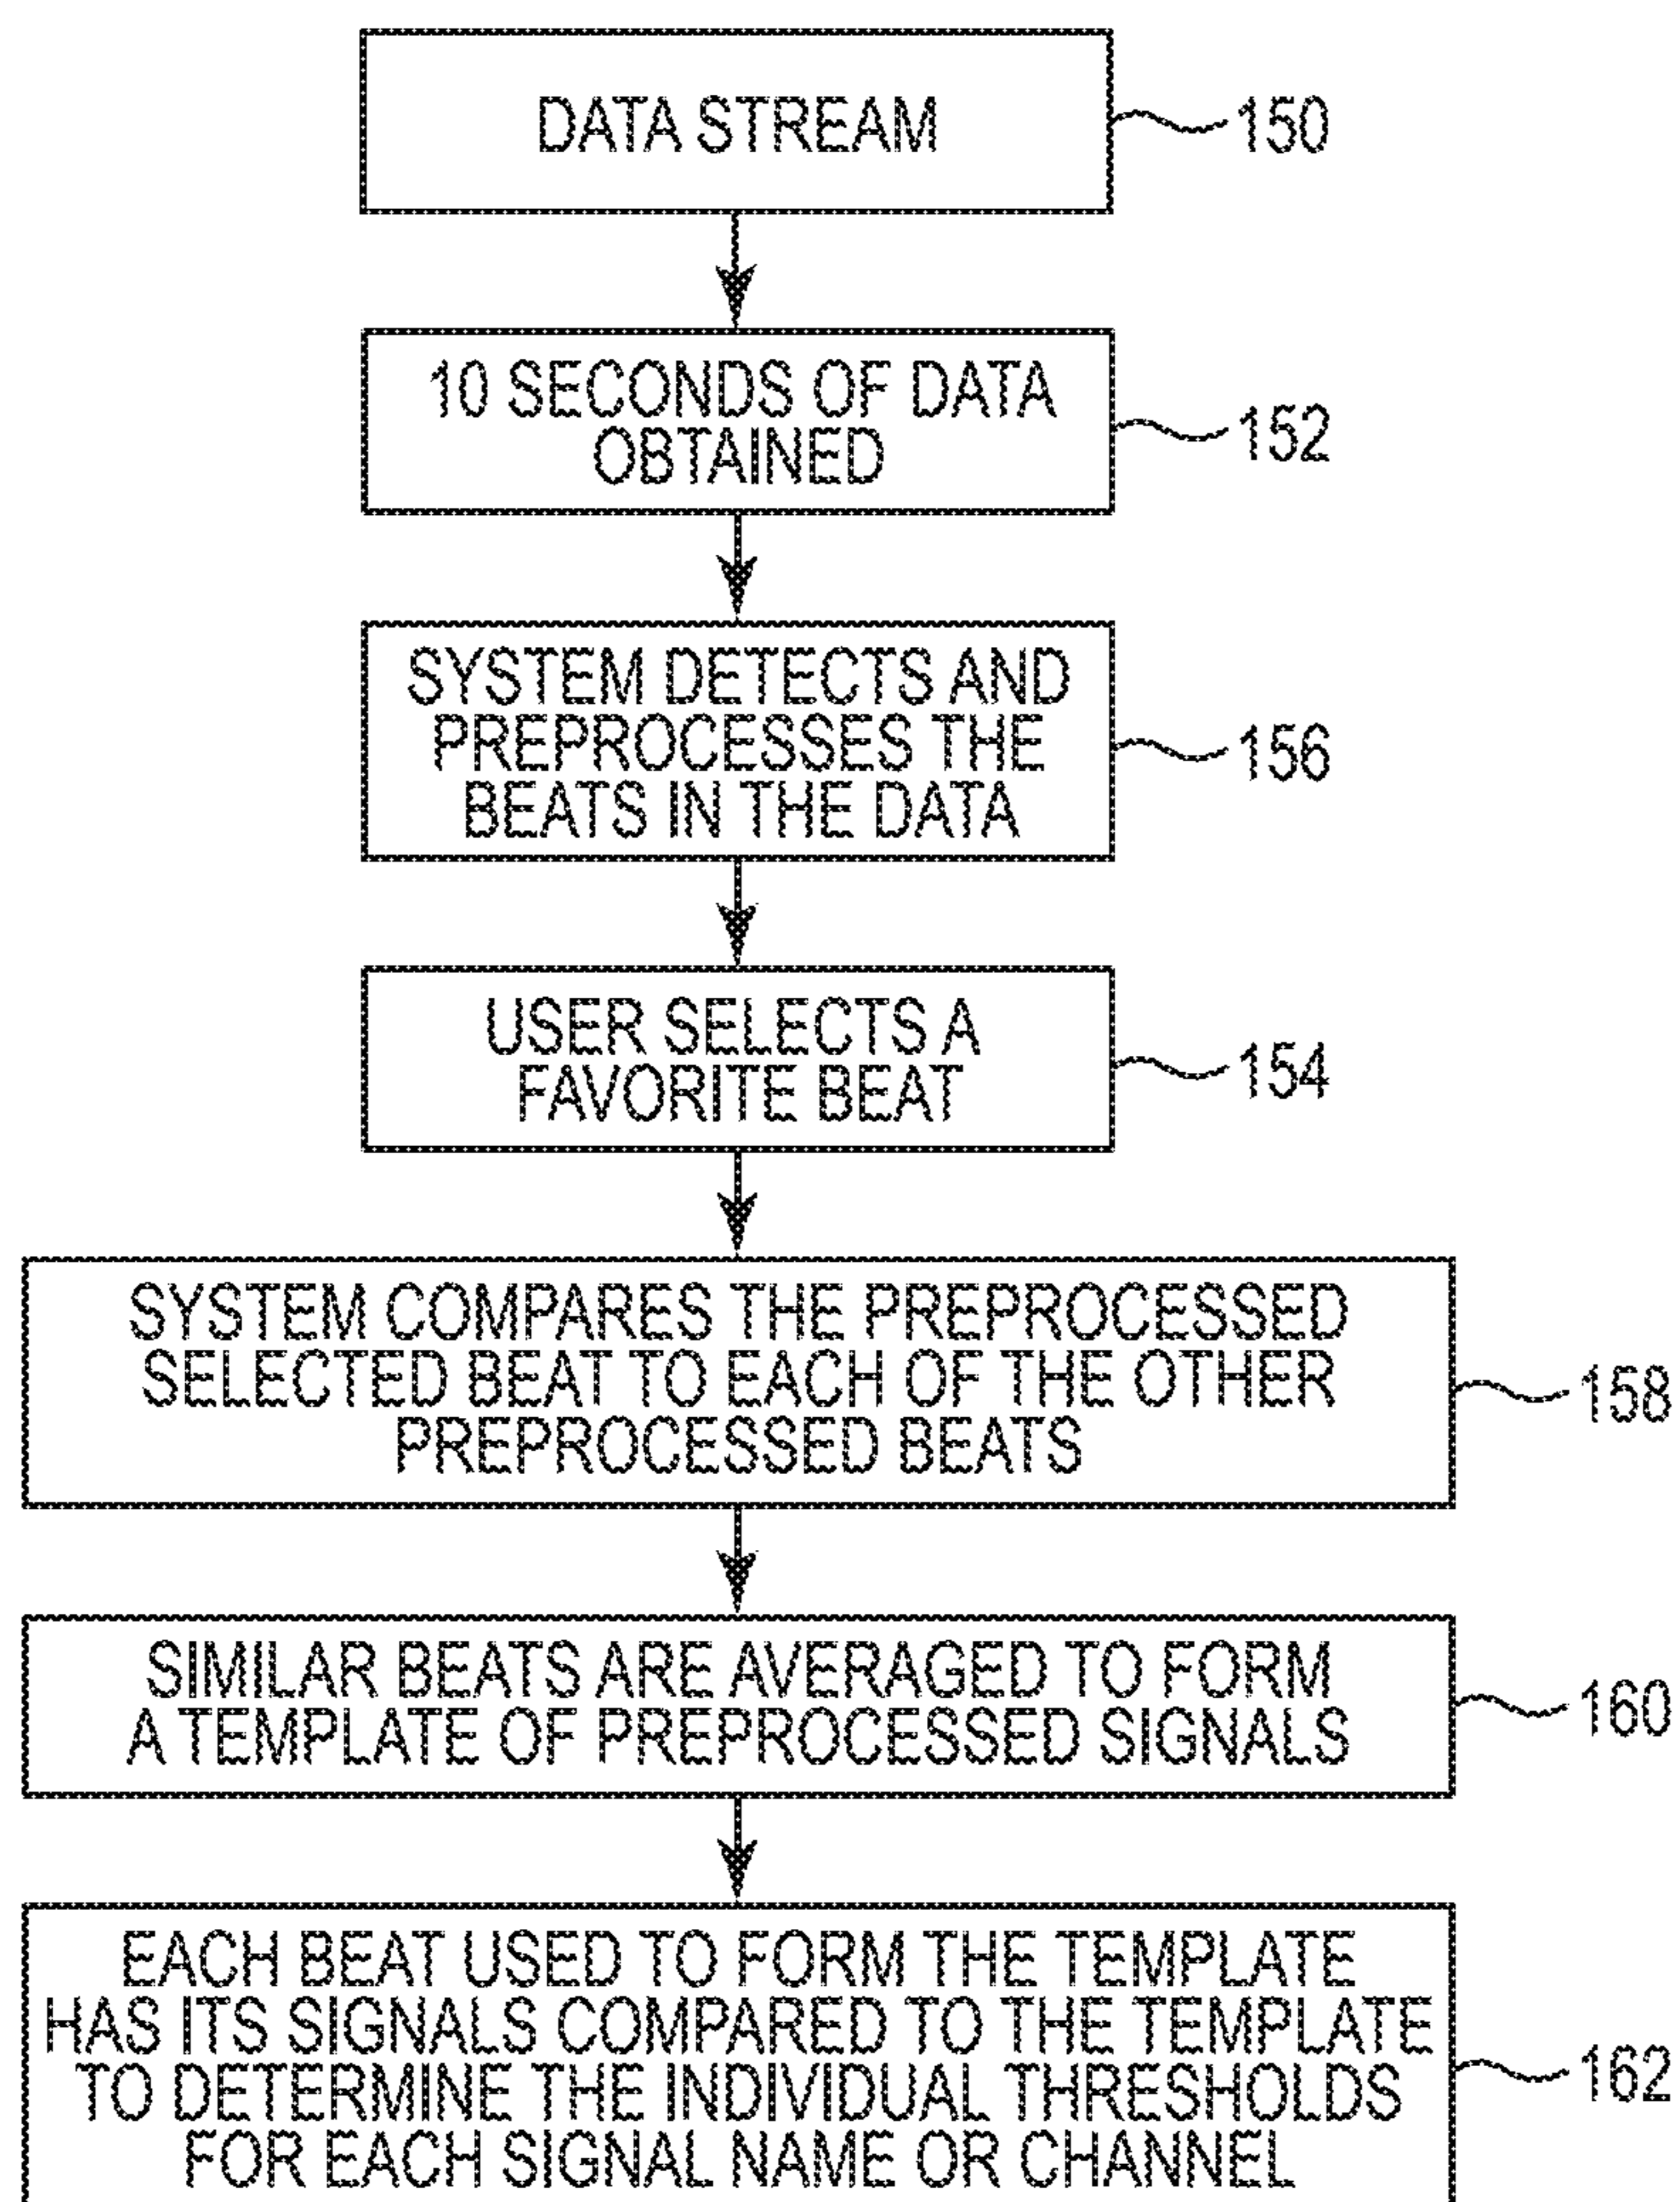 DATA STREAM
150
10 SECONDS OF DATA
OBTAINED
152
SYSTEM DETECTS AND
PREPROCESSES THE
BEATS IN THE DATA
156
USER SELECTS A
FAVORITE BEAT
154
SYSTEM COMPARES THE PREPROCESSED
SELECTED BEAT TO EACH OF THE OTHER
PREPROCESSED BEATS
158
SIMILAR BEATS ARE AVERAGED TO FORM
A TEMPLATE OF PREPROCESSED SIGNALS
160
EACH BEAT USED TO FORM THE TEMPLATE
HAS ITS SIGNALS COMPARED TO THE TEMPLATE
TO DETERMINE THE INDIVIDUAL THRESHOLDS
FOR EACH SIGNAL NAME OR CHANNEL
162